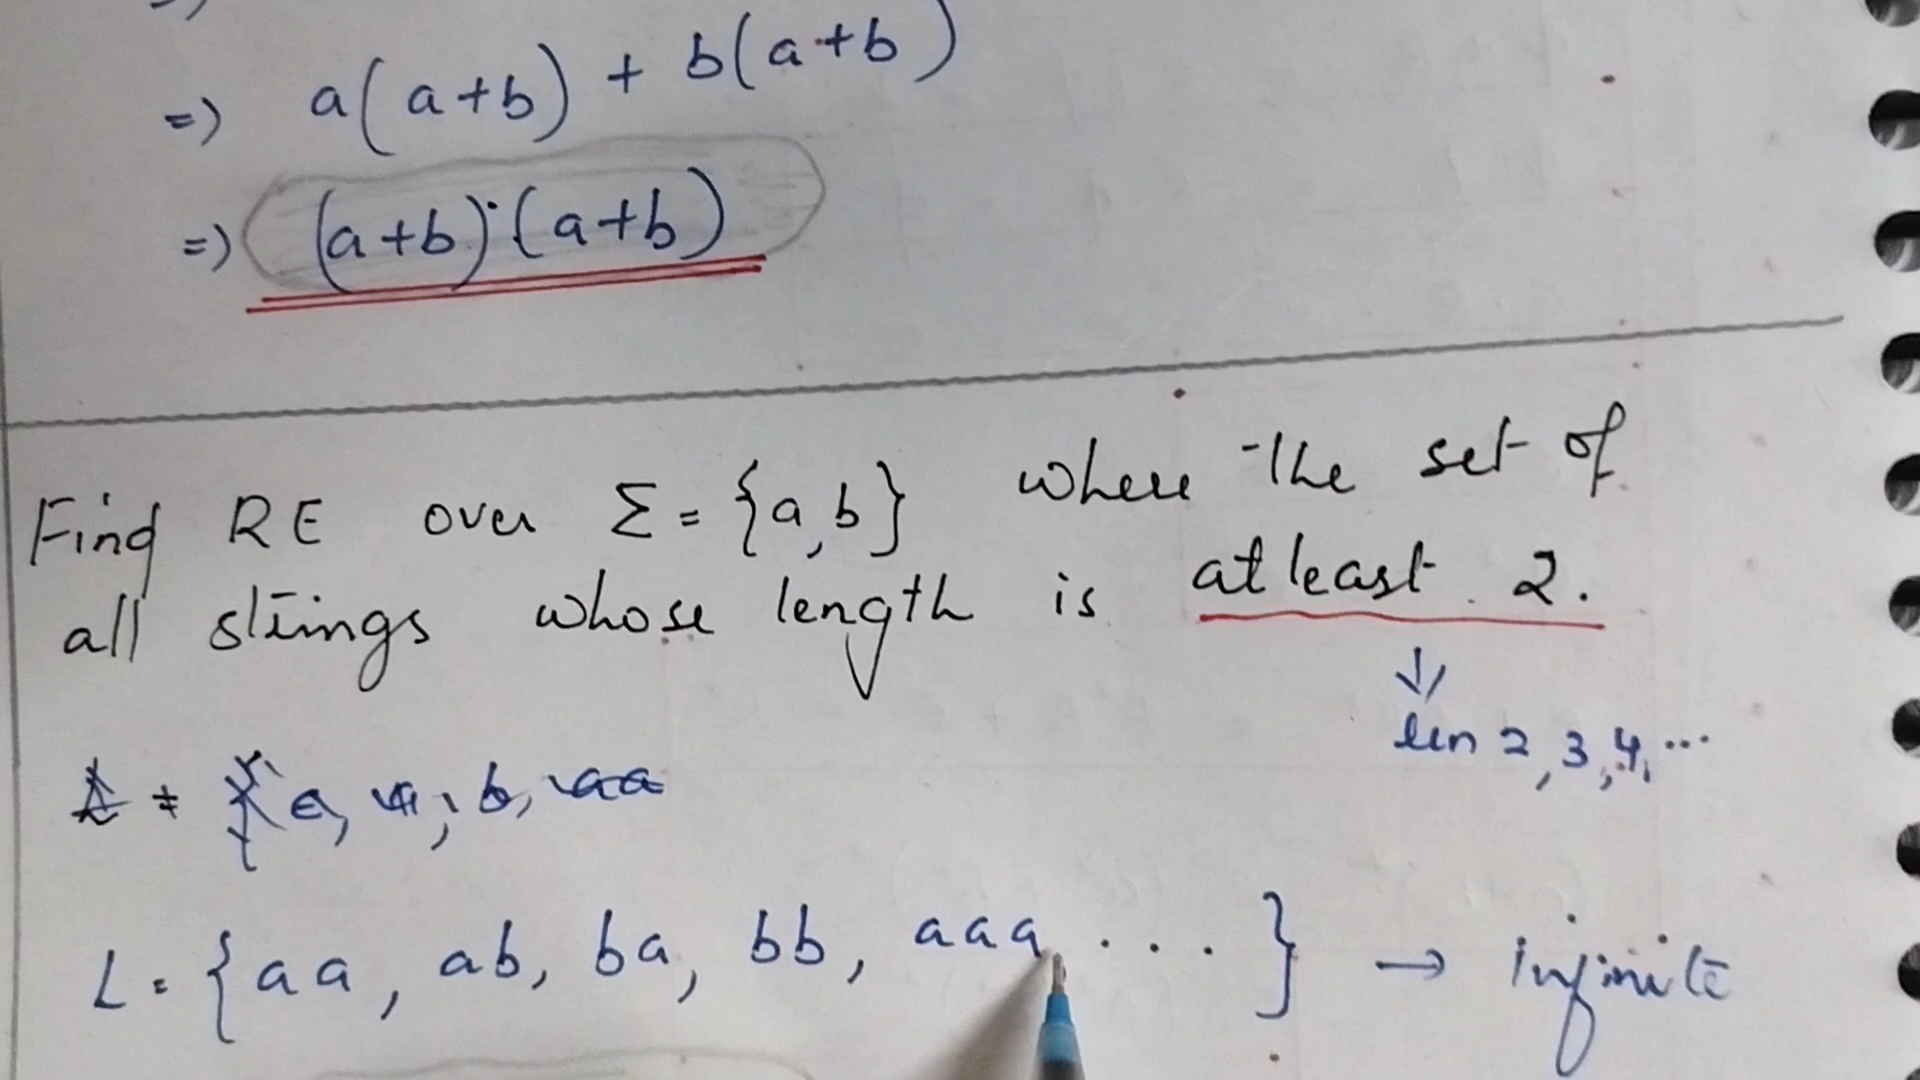 =) a(a+b) + b(a+b)
=) (a+b)·(a+b)
Find RE over Σ = {a,b} where the set of
all strings whose length is atleast 2.
len 2,3,4,...
L = {aa, ab, ba, bb, aaa ... } → infinite